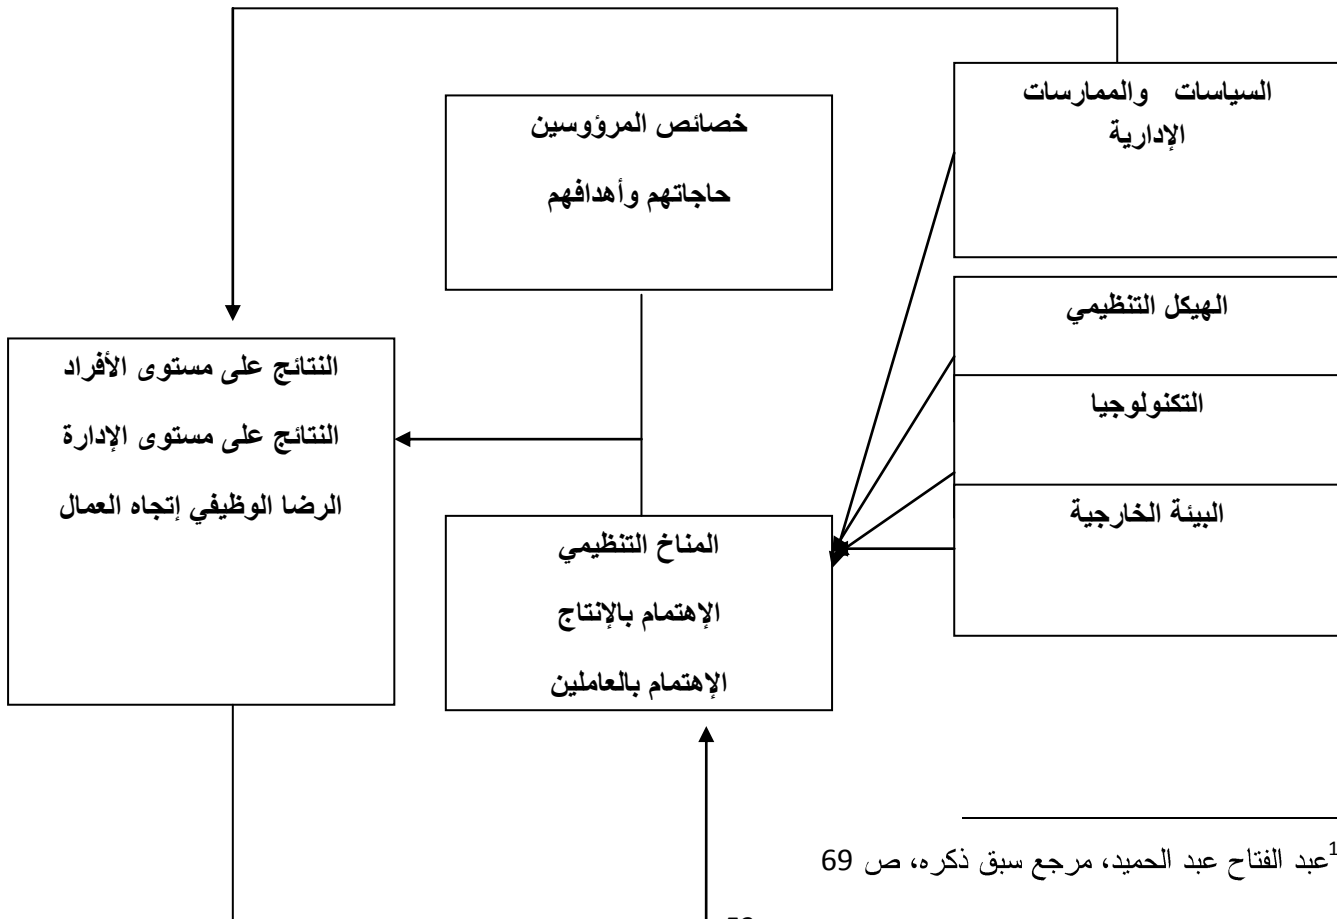 السياسات والممارسات
الإدارية
خصائص المرؤوسين
حاجاتهم وأهدافهم
الهيكل التنظيمي
التكنولوجيا
البيئة الخارجية
المناخ التنظيمي
الإهتمام بالإنتاج
الإهتمام بالعاملين
النتائج على مستوى الأفراد
النتائج على مستوى الإدارة
الرضا الوظيفي إتجاه العمال
1عبد الفتاح عبد الحميد، مرجع سبق ذكره، ص 69